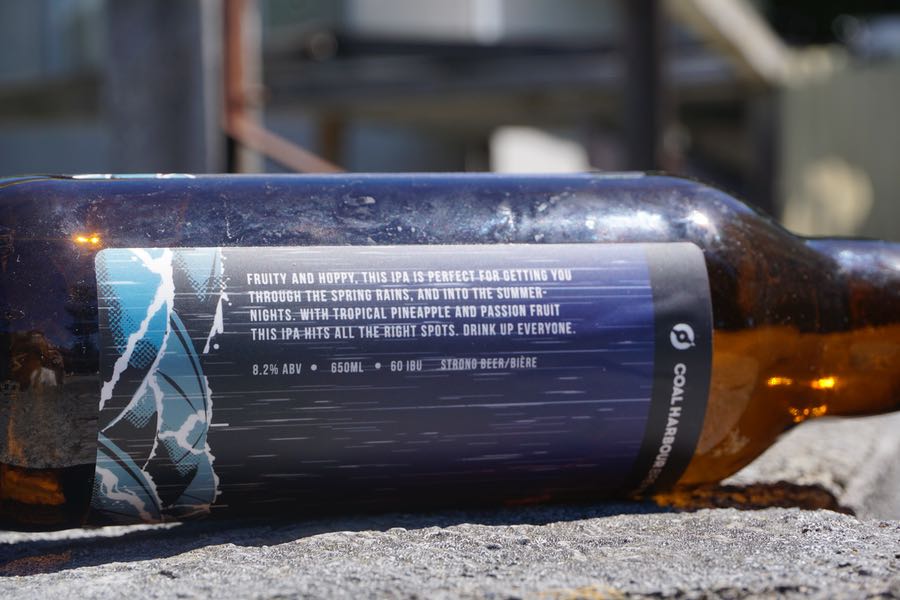 FRUITY AND HOPPY, THIS IPA IS PERFECT FOR GETTING YOU
THROUGH THE SPRING RAINS, AND INTO THE SUMMER-
NIGHTS. WITH TROPICAL PINEAPPLE AND PASSION FRUIT
THIS IPA HITS ALL THE RIGHT SPOTS. DRINK UP EVERYONE.
8.2% ABV • 650ML • 60 IBU STRONG BEER/BIÈRE
COAL HARBOUR